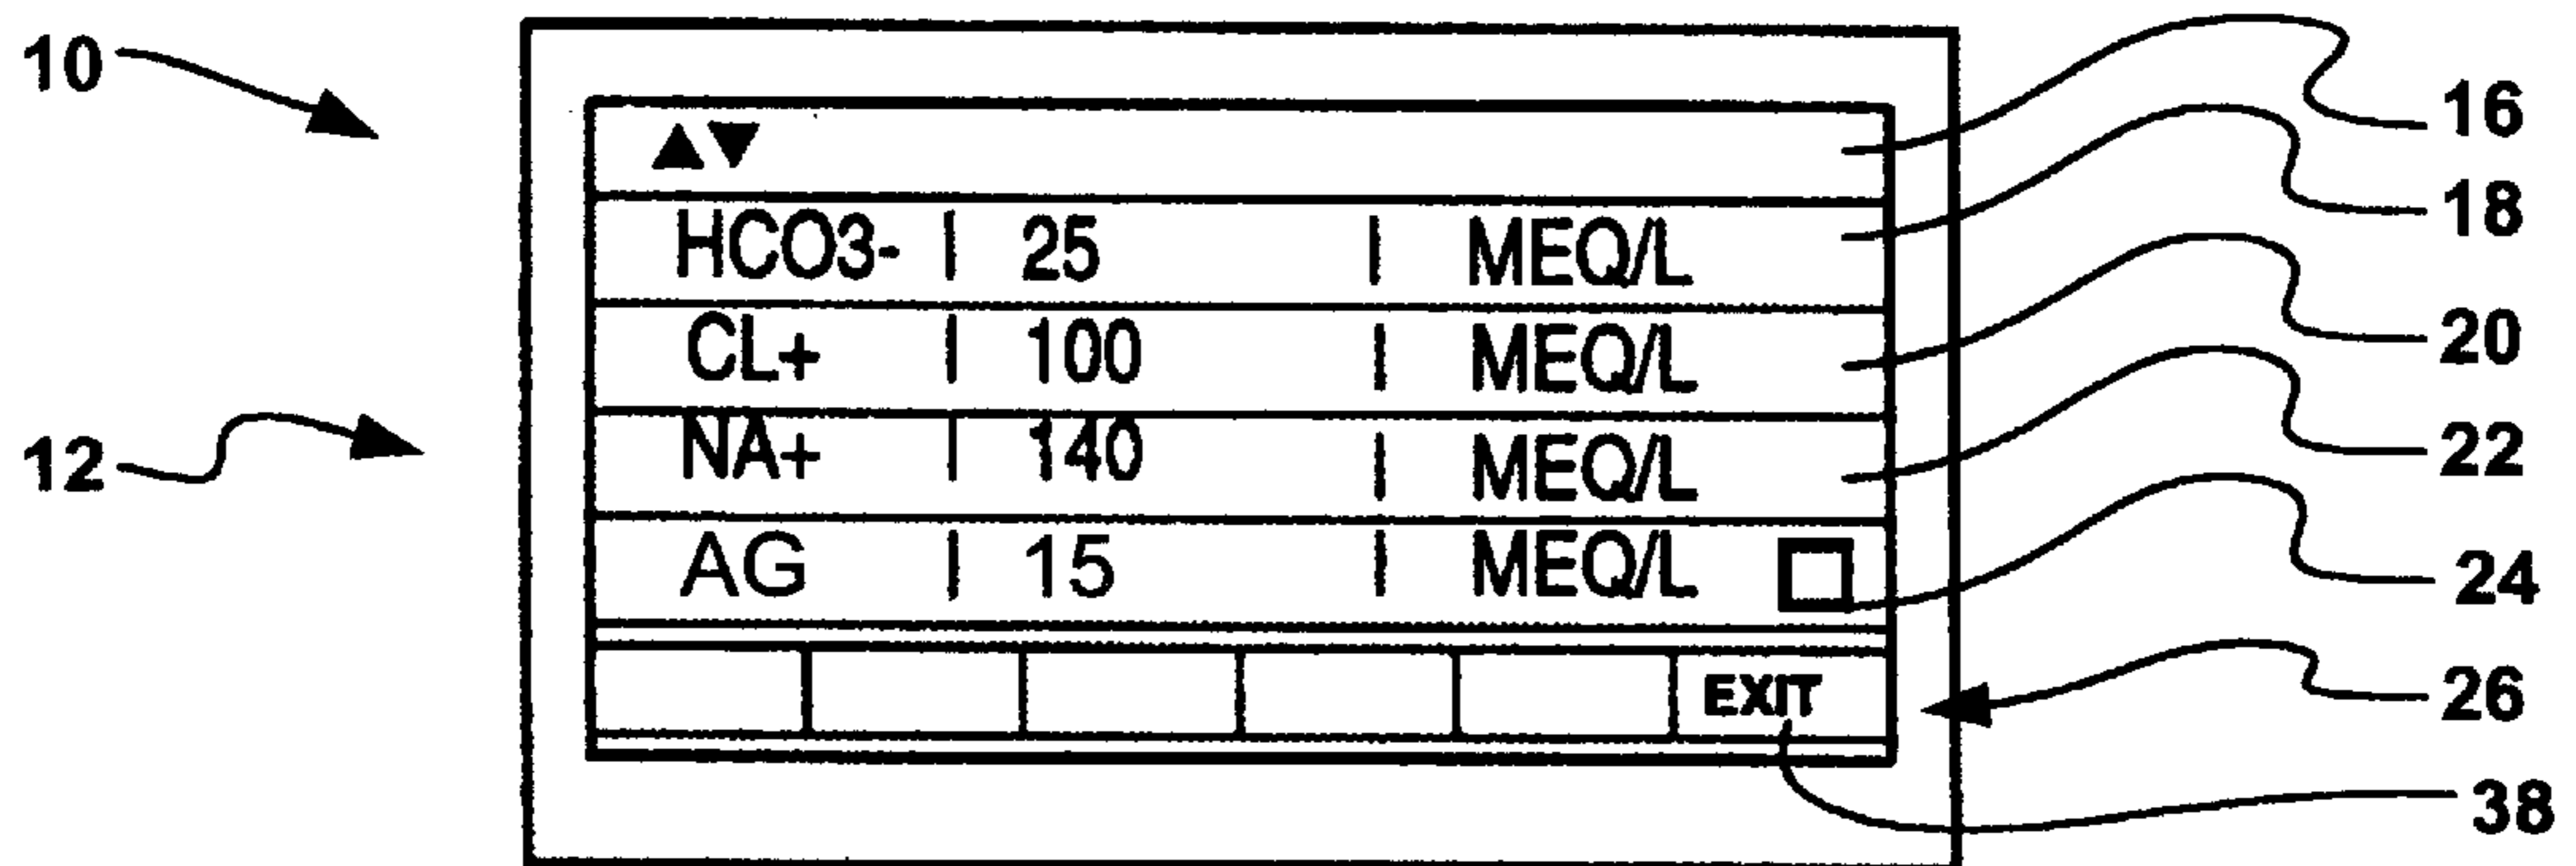 10
▲▼
16
HCO3- | 25 | MEQ/L
18
CL+ | 100 | MEQ/L
20
12
NA+ | 140 | MEQ/L
22
AG | 15 | MEQ/L
24
EXIT
26
38